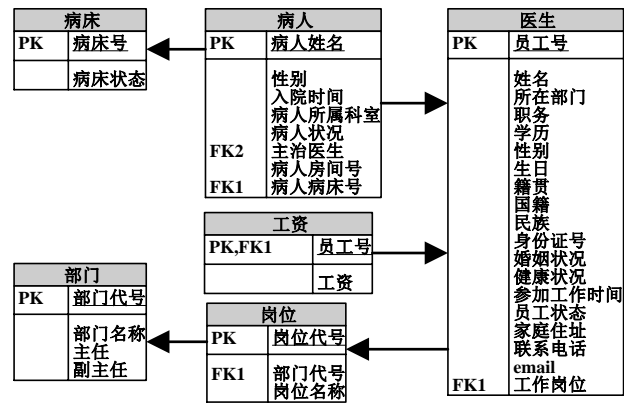 病床
PK 病床号
病床状态
病人
PK 病人姓名
性别
入院时间
病人所属科室
病人状况
FK2 主治医生
病人房间号
FK1 病人病床号
医生
PK 员工号
姓名
所在部门
职务
学历
性别
生日
籍贯
国籍
民族
身份证号
婚姻状况
健康状况
参加工作时间
员工状态
家庭住址
联系电话
email
FK1 工作岗位
工资
PK,FK1 员工号
工资
部门
PK 部门代号
部门名称
主任
副主任
岗位
PK 岗位代号
FK1 部门代号
岗位名称